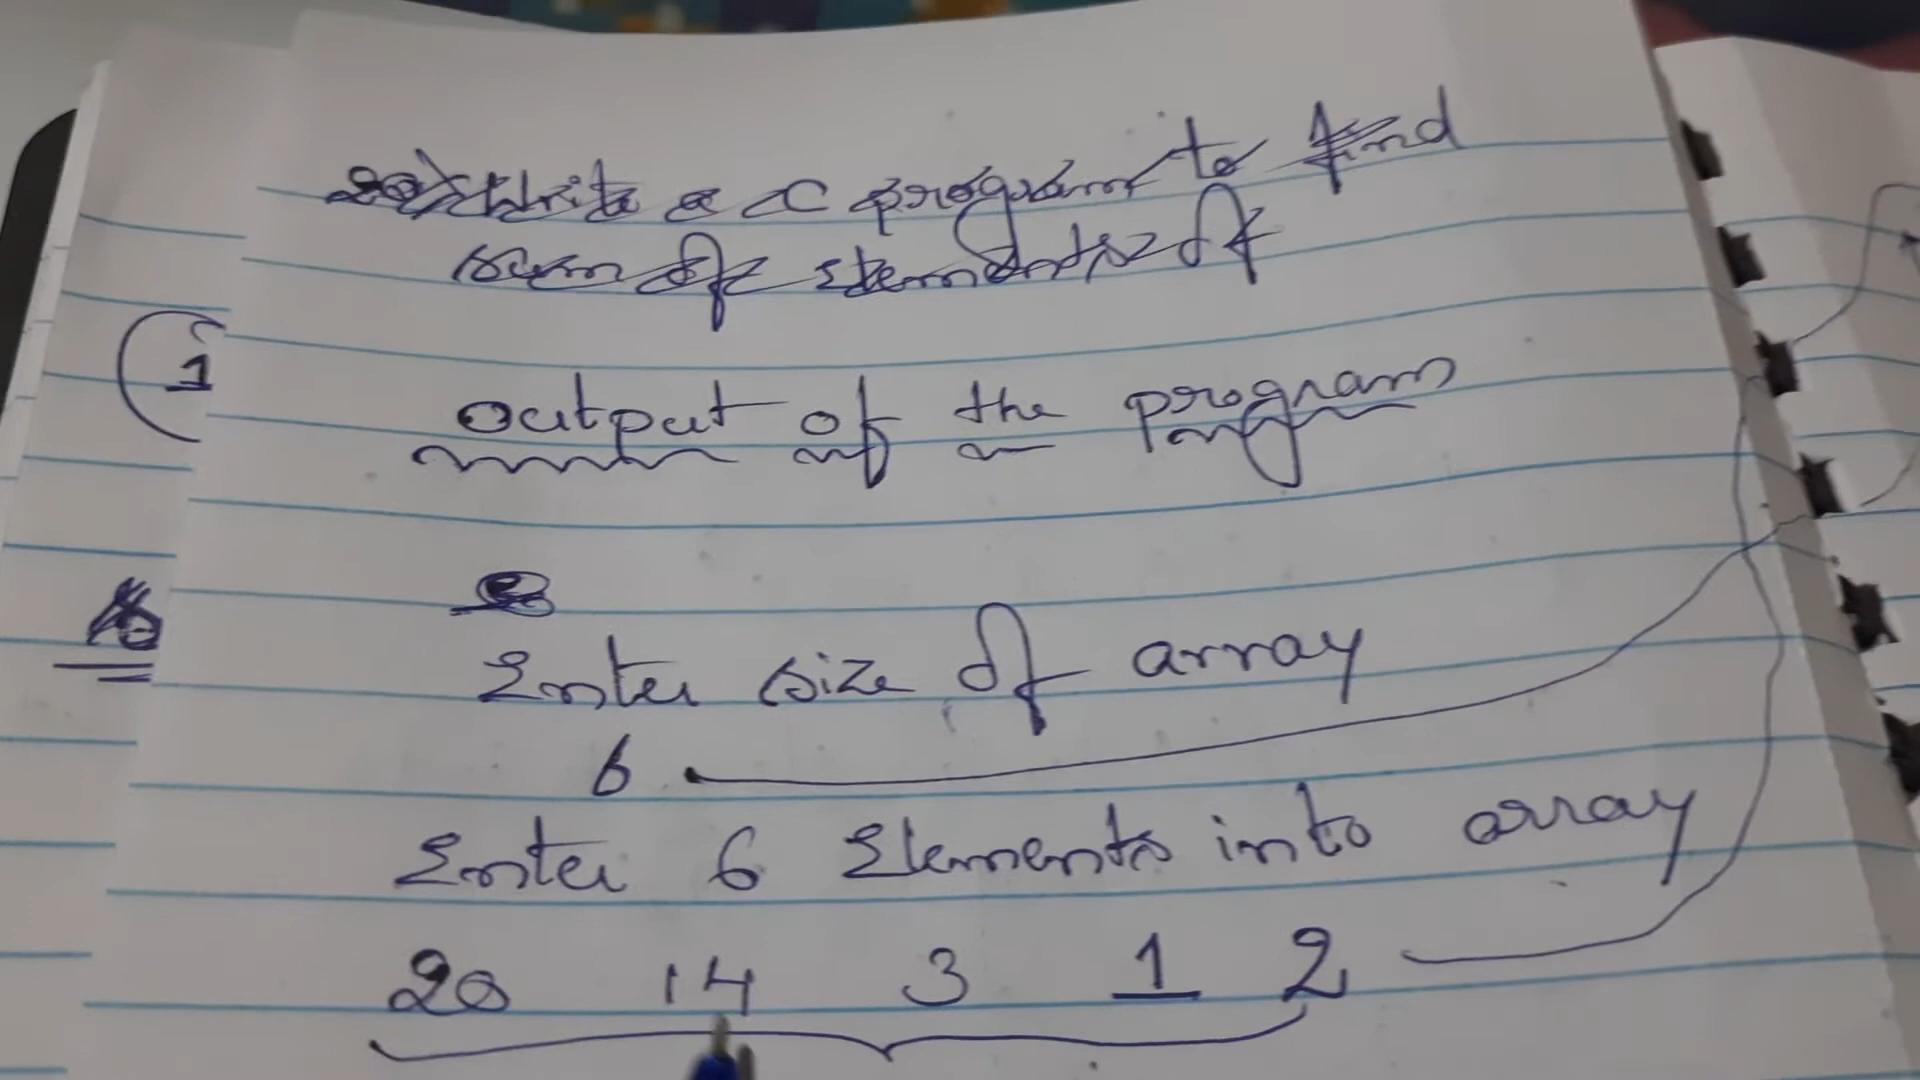 20) Write a C program to find
sum of elements of
1
output of the program
Enter size of array
6
Enter 6 Elements into array
20 14 3 1 2